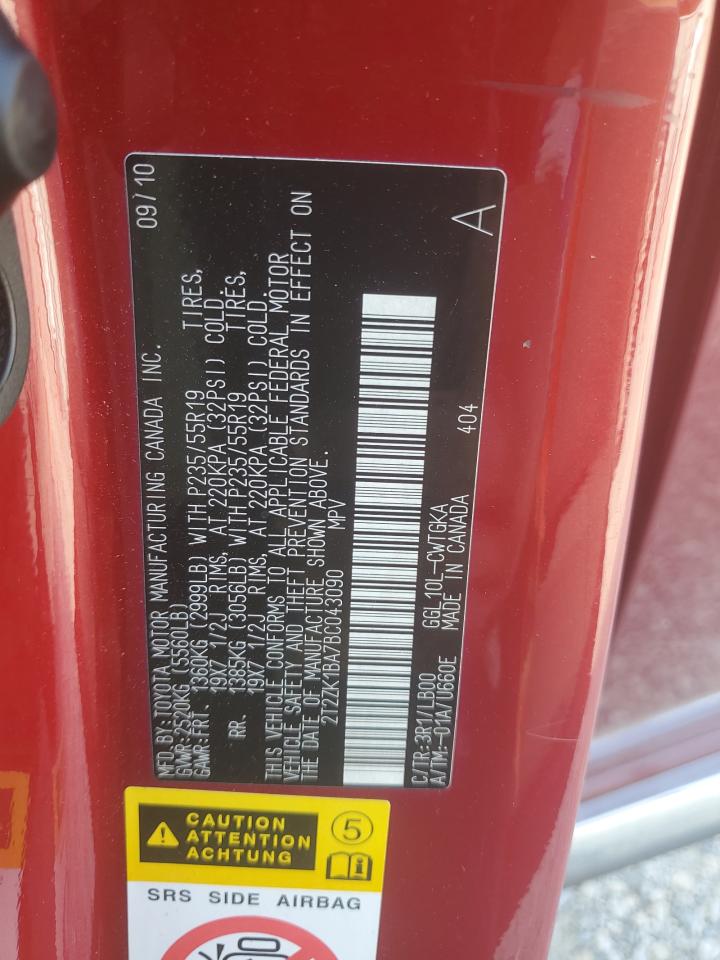 MFD. BY: TOYOTA MOTOR MANUFACTURING CANADA INC. 09/10
GWVR: 2520KG (5560LB)
GAWR: FRT. 1360KG (2999LB) WITH P235/55R19 TIRES,
19X7 1/2J RIMS, AT 220KPA (32PSI) COLD.
RR. 1385KG (3056LB) WITH P235/55R19 TIRES,
19X7 1/2J RIMS, AT 220KPA (32PSI) COLD.
THIS VEHICLE CONFORMS TO ALL APPLICABLE FEDERAL MOTOR
VEHICLE SAFETY AND THEFT PREVENTION STANDARDS IN EFFECT ON
THE DATE OF MANUFACTURE SHOWN ABOVE.
2T2ZK1BA7BC043090 MPV
C/TR: 3R1/LB00 GGL10L-CWTGKA
A/TM: -01A/U660E MADE IN CANADA 404
A
CAUTION
ATTENTION
ACHTUNG
5
SRS SIDE AIRBAG